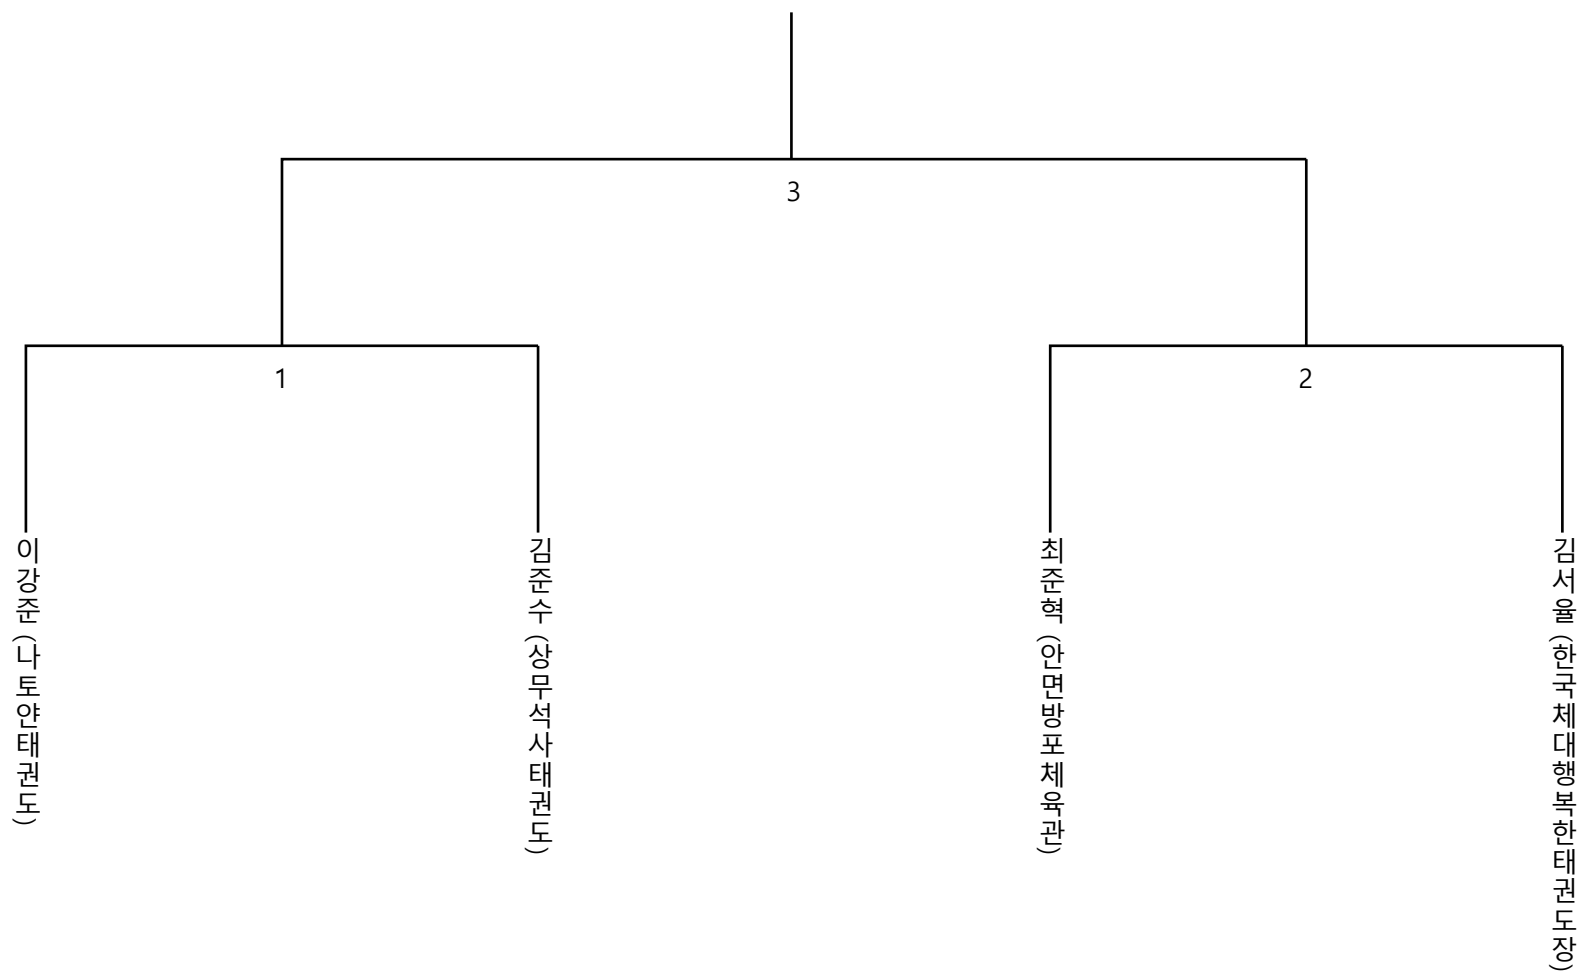 3
1
2
이강준 (나토얀태권도)
김준수 (상무석사태권도)
최준혁 (안면방포체육관)
김서율 (한국체대행복한태권도장)